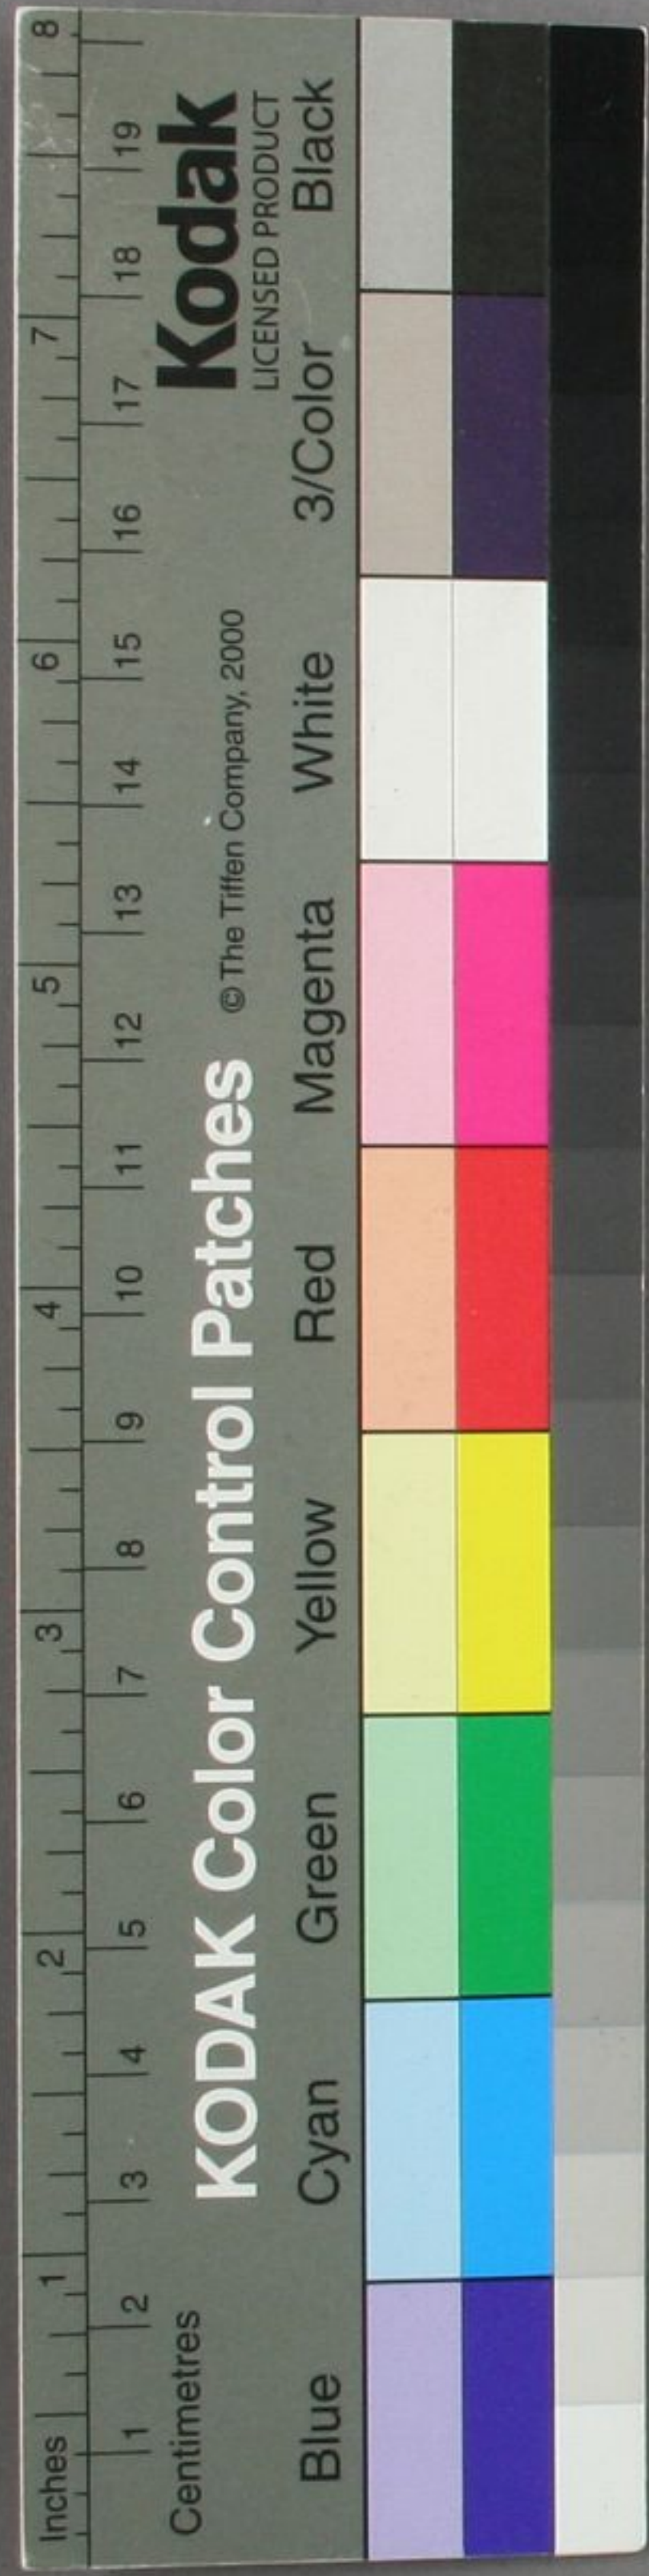 Inches 1 2 3 4 5 6 7 8
1 2 3 4 5 6 7 8 9 10 11 12 13 14 15 16 17 18 19
Centimetres
KODAK Color Control Patches © The Tiffen Company, 2000 Kodak
LICENSED PRODUCT
Blue Cyan Green Yellow Red Magenta White 3/Color Black